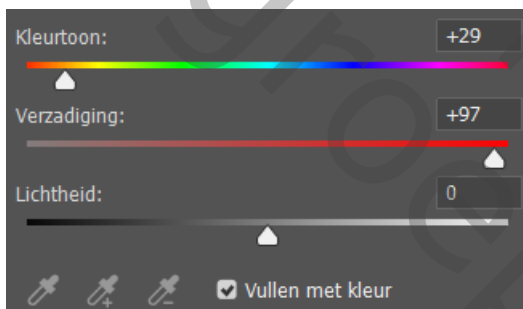 Kleurtoon: +29
Verzadiging: +97
Lichtheid: 0
Vullen met kleur